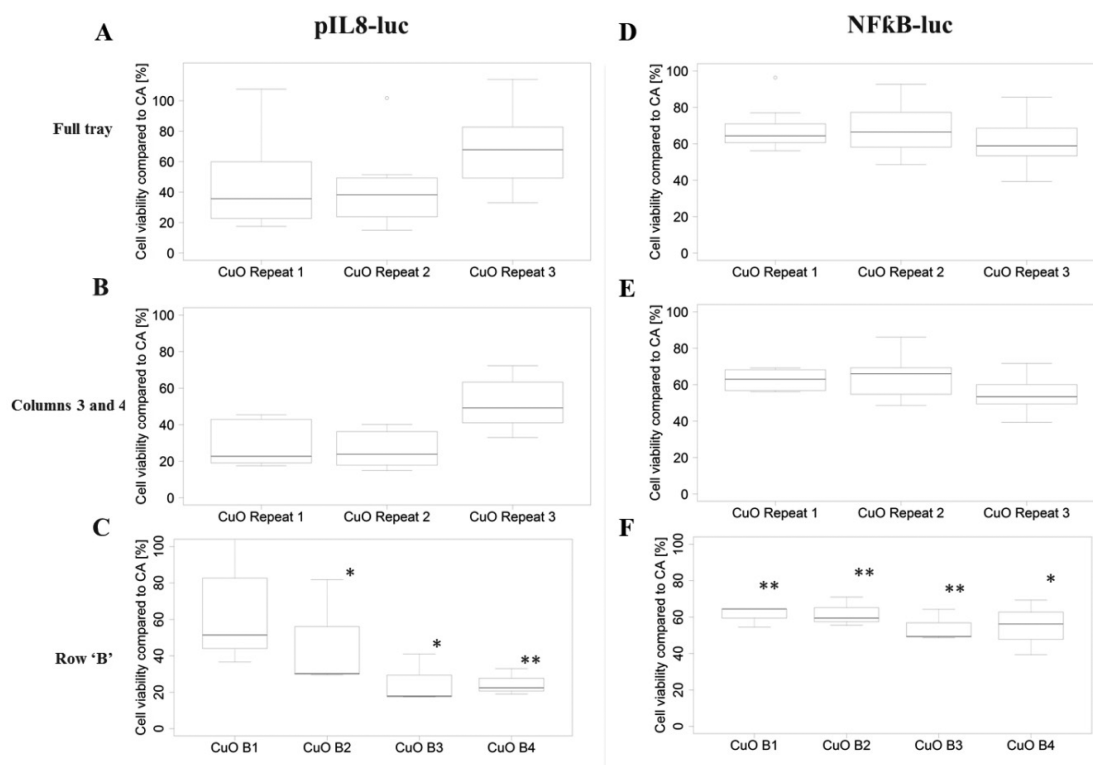 pIL8-luc
NFƙB-luc
A
D
Full tray
Cell viability compared to CA [%]
100
80
60
40
20
0
CuO Repeat 1
CuO Repeat 2
CuO Repeat 3
Cell viability compared to CA [%]
100
80
60
40
20
0
CuO Repeat 1
CuO Repeat 2
CuO Repeat 3
B
E
Columns 3 and 4
Cell viability compared to CA [%]
100
80
60
40
20
0
CuO Repeat 1
CuO Repeat 2
CuO Repeat 3
Cell viability compared to CA [%]
100
80
60
40
20
0
CuO Repeat 1
CuO Repeat 2
CuO Repeat 3
C
F
Row ‘B’
Cell viability compared to CA [%]
100
80
60
40
20
0
*
*
**
CuO B1
CuO B2
CuO B3
CuO B4
Cell viability compared to CA [%]
100
80
60
40
20
0
**
**
**
*
CuO B1
CuO B2
CuO B3
CuO B4